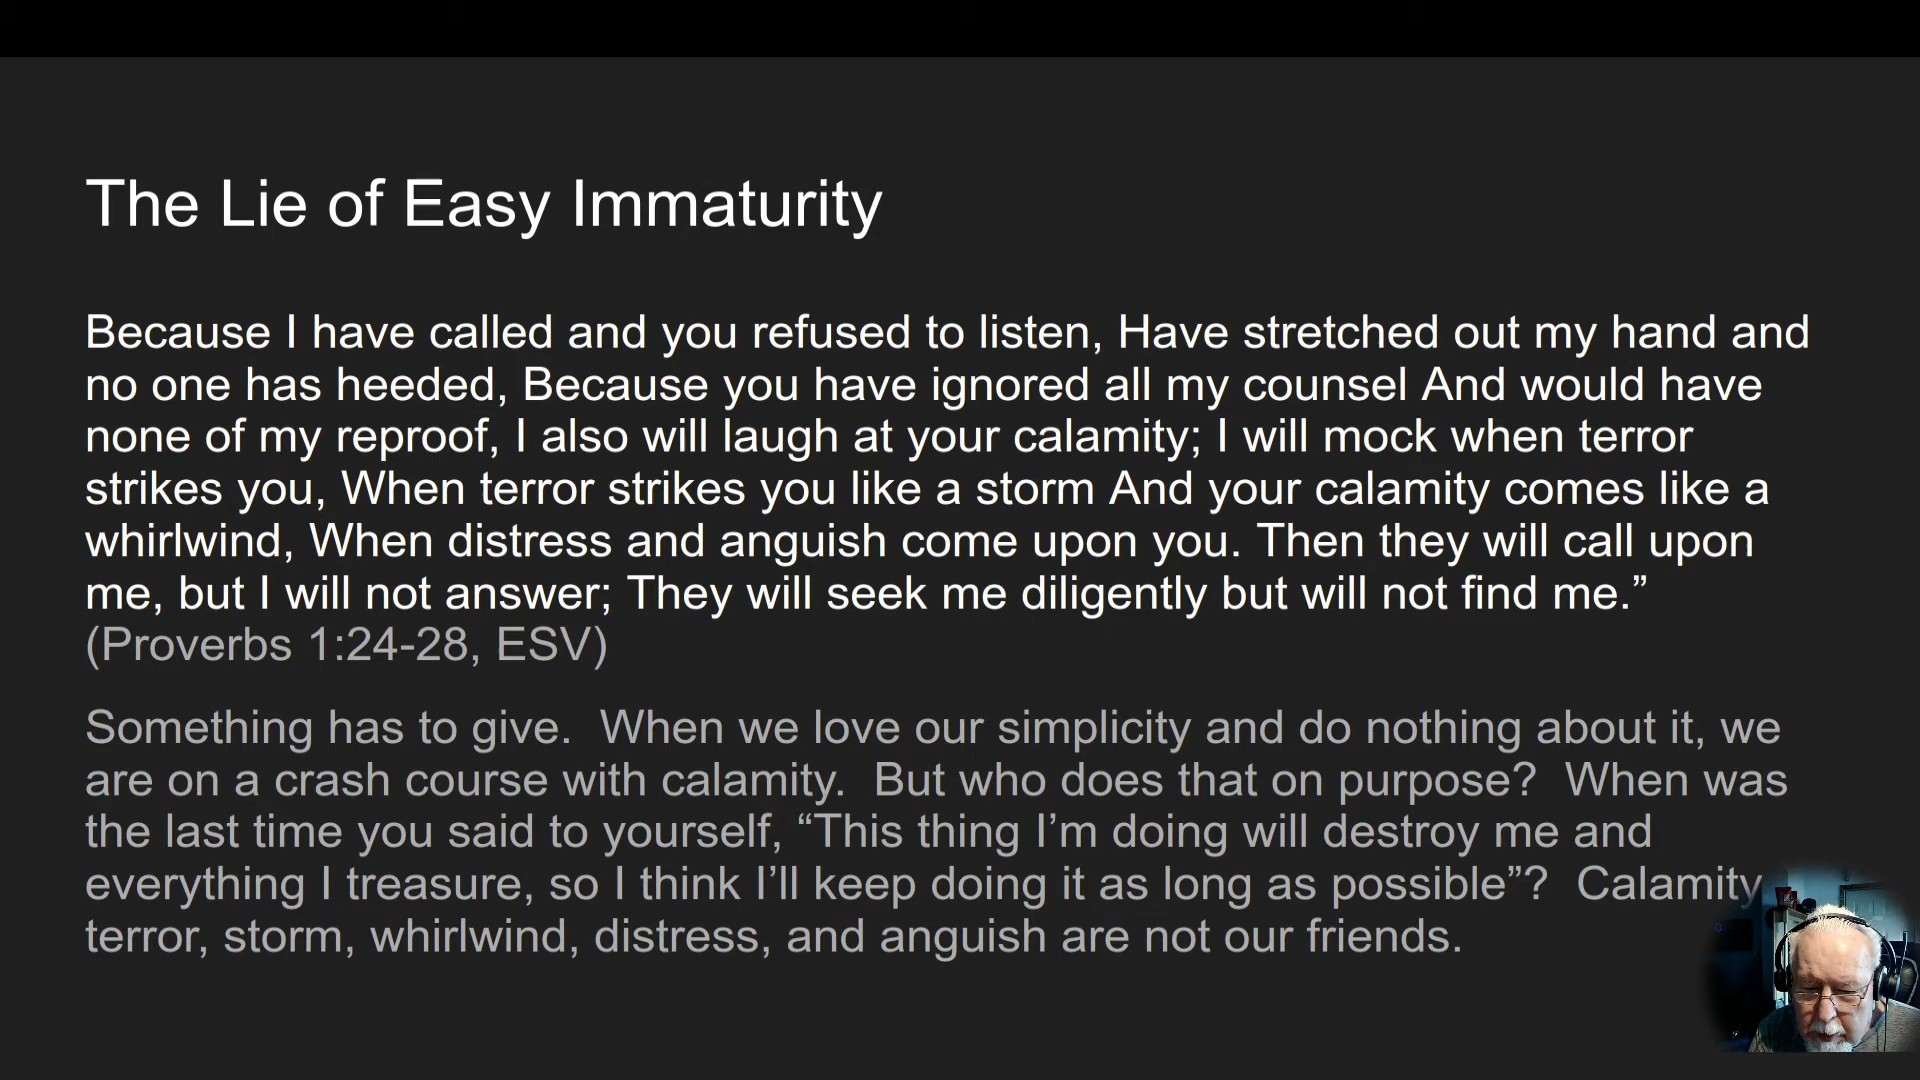 The Lie of Easy Immaturity
Because I have called and you refused to listen, Have stretched out my hand and
no one has heeded, Because you have ignored all my counsel And would have
none of my reproof, I also will laugh at your calamity; I will mock when terror
strikes you, When terror strikes you like a storm And your calamity comes like a
whirlwind, When distress and anguish come upon you. Then they will call upon
me, but I will not answer; They will seek me diligently but will not find me.”
(Proverbs 1:24-28, ESV)
Something has to give.  When we love our simplicity and do nothing about it, we
are on a crash course with calamity.  But who does that on purpose?  When was
the last time you said to yourself, “This thing I’m doing will destroy me and
everything I treasure, so I think I’ll keep doing it as long as possible”?  Calamity
terror, storm, whirlwind, distress, and anguish are not our friends.